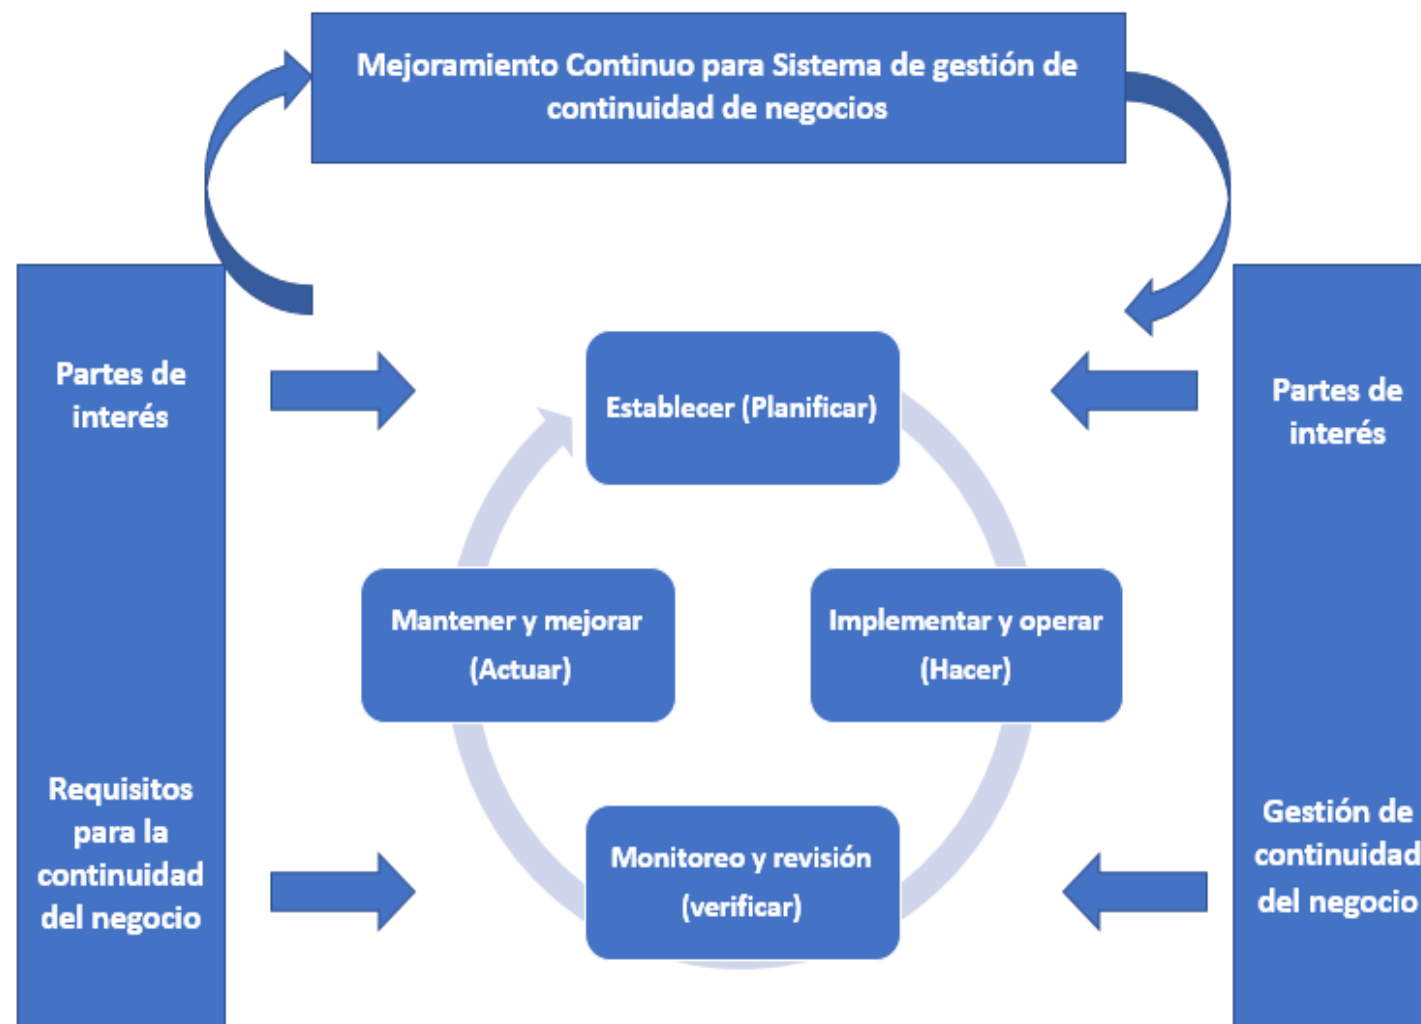 Mejoramiento Continuo para Sistema de gestión de
continuidad de negocios
Partes de
interés
Establecer (Planificar)
Partes de
interés
Mantener y mejorar
(Actuar)
Implementar y operar
(Hacer)
Requisitos
para la
continuidad
del negocio
Monitoreo y revisión
(verificar)
Gestión de
continuidad
del negocio